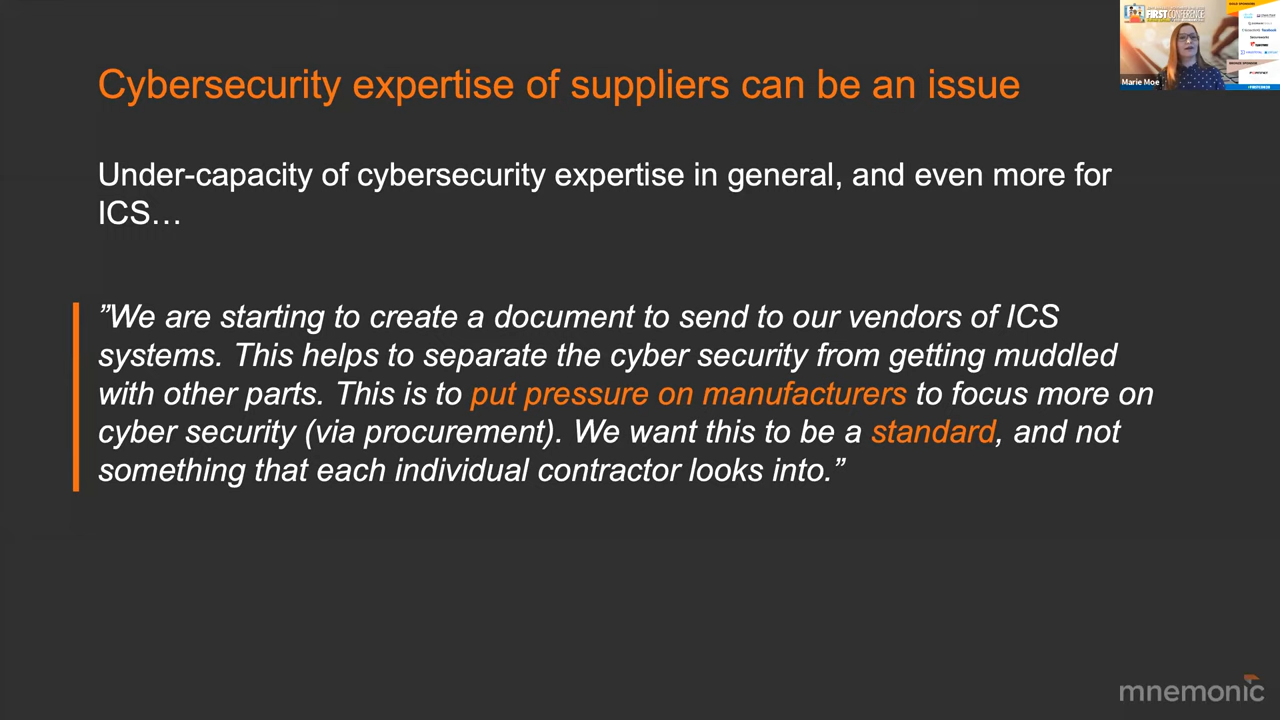 Cybersecurity expertise of suppliers can be an issue
Under-capacity of cybersecurity expertise in general, and even more for
ICS…
”We are starting to create a document to send to our vendors of ICS
systems. This helps to separate the cyber security from getting muddled
with other parts. This is to put pressure on manufacturers to focus more on
cyber security (via procurement). We want this to be a standard, and not
something that each individual contractor looks into.”
FIRSTCONFERENCE
Marie Moe
mnemonic